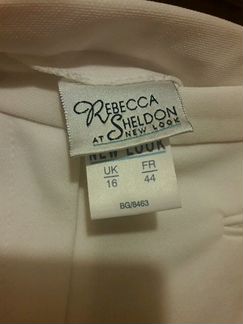 REBECCA
SHELDON
AT NEW LOOK
NEW LOOK
UK FR
16 44
BG/8463